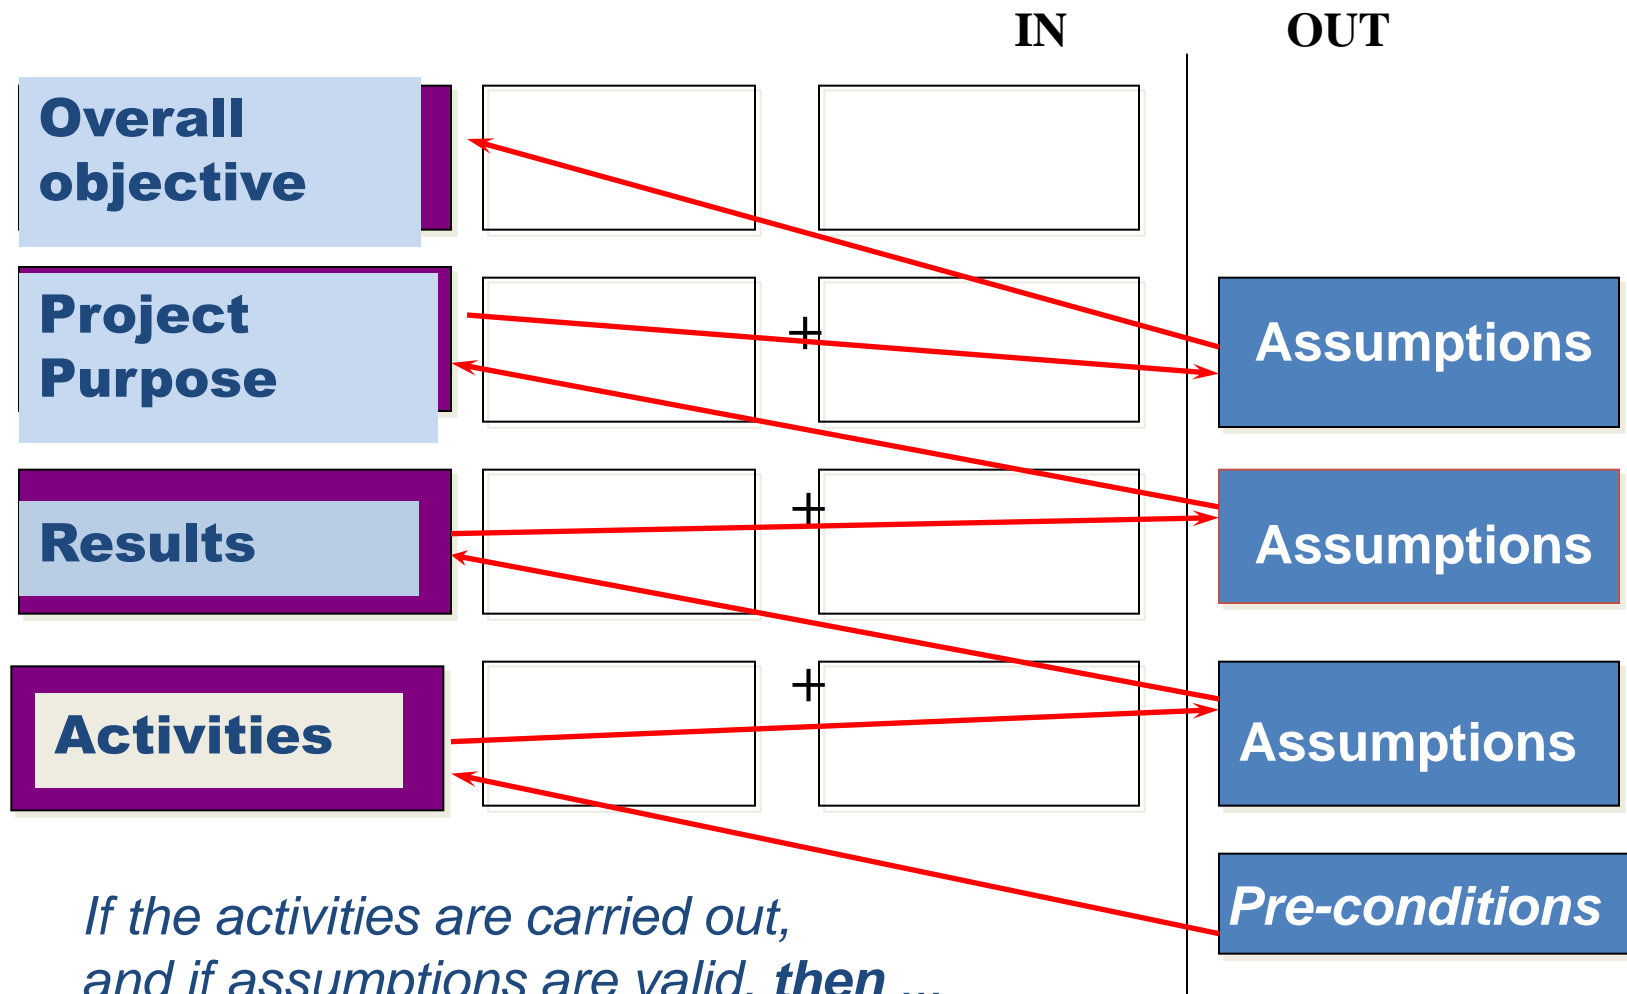 IN OUT
Overall
objective
Project
Purpose
+
Assumptions
Results
+
Assumptions
Activities
+
Assumptions
Pre-conditions
If the activities are carried out,
and if assumptions are valid, then ...